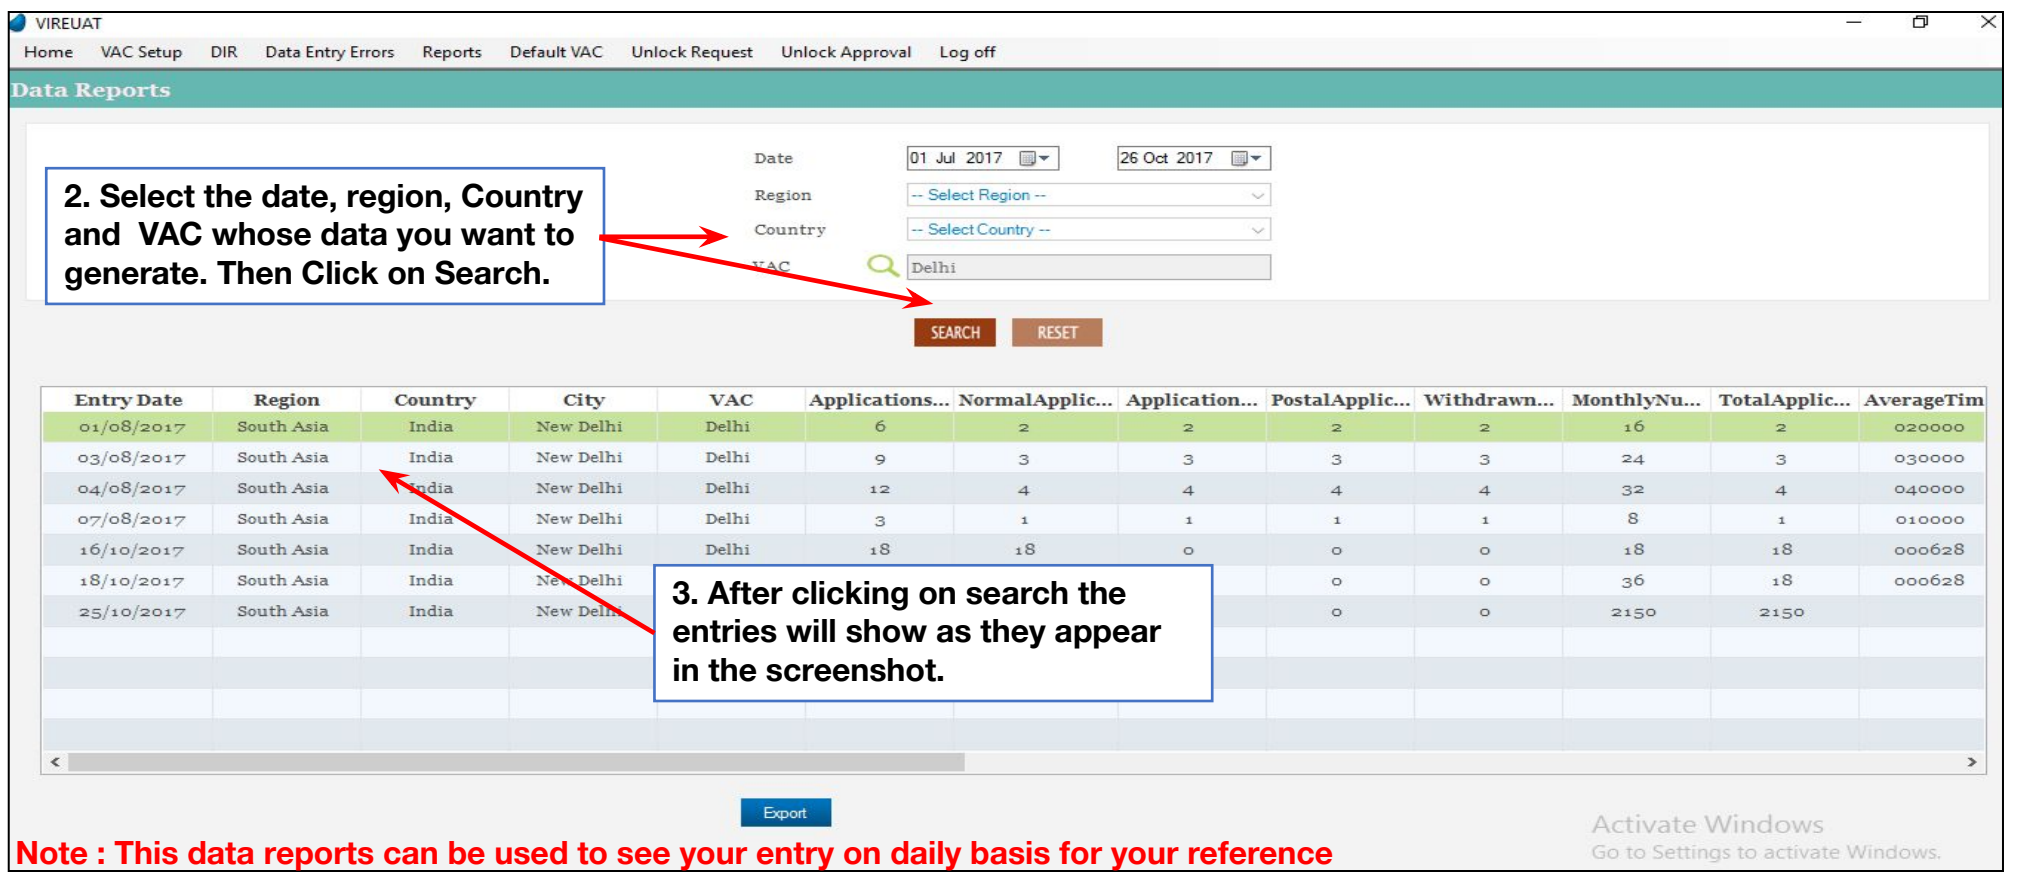 VIREUAT
Home VAC Setup DIR Data Entry Errors Reports Default VAC Unlock Request Unlock Approval Log off
Data Reports
Date 01 Jul 2017 26 Oct 2017
Region -- Select Region --
Country -- Select Country --
VAC Delhi
2. Select the date, region, Country
and VAC whose data you want to
generate. Then Click on Search.
SEARCH RESET
Entry Date Region Country City VAC Applications... NormalApplic... Application... PostalApplic... Withdrawn... MonthlyNu... TotalApplic... AverageTim
01/08/2017 South Asia India New Delhi Delhi 6 2 2 2 2 16 2 020000
03/08/2017 South Asia India New Delhi Delhi 9 3 3 3 3 24 3 030000
04/08/2017 South Asia India New Delhi Delhi 12 4 4 4 4 32 4 040000
07/08/2017 South Asia India New Delhi Delhi 3 1 1 1 1 8 1 010000
16/10/2017 South Asia India New Delhi Delhi 18 18 0 0 0 18 18 000628
18/10/2017 South Asia India New Delhi 0 0 36 18 000628
25/10/2017 South Asia India New Delhi 0 0 2150 2150
3. After clicking on search the
entries will show as they appear
in the screenshot.
Export
Activate Windows
Go to Settings to activate Windows.
Note : This data reports can be used to see your entry on daily basis for your reference